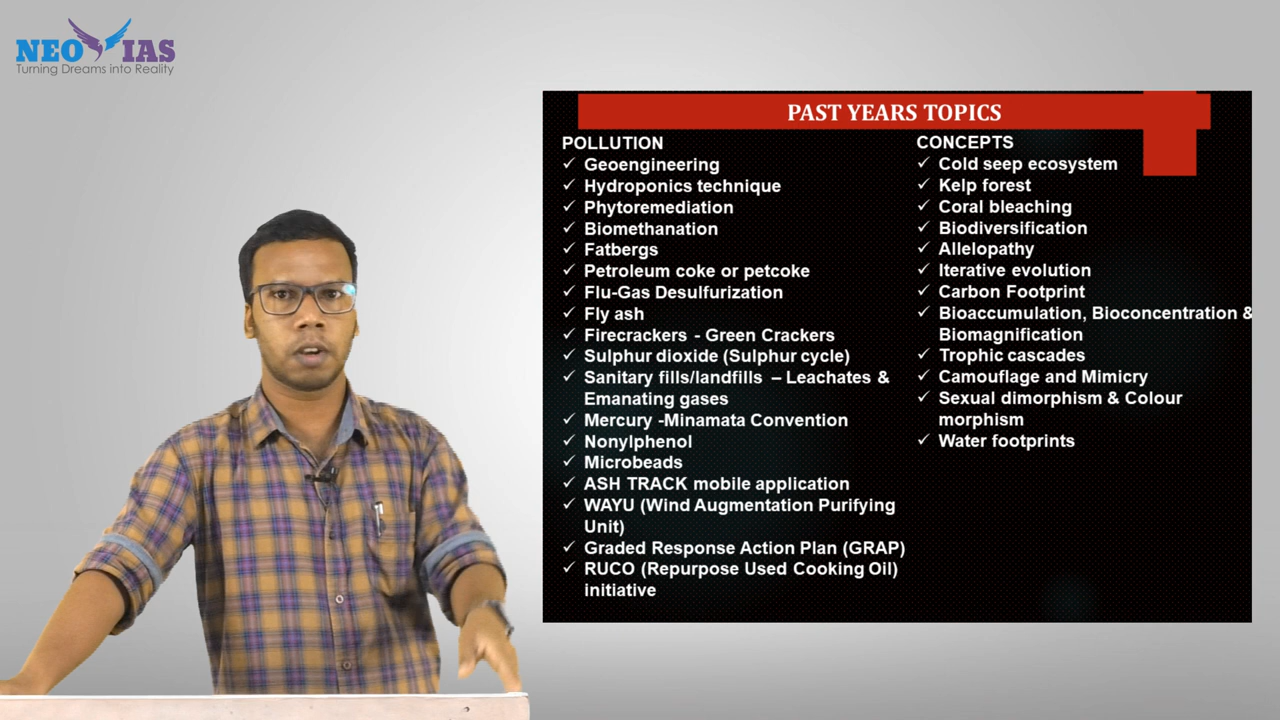 NEO IAS
Turning Dreams into Reality
PAST YEARS TOPICS
POLLUTION
✓ Geoengineering
✓ Hydroponics technique
✓ Phytoremediation
✓ Biomethanation
✓ Fatbergs
✓ Petroleum coke or petcoke
✓ Flu-Gas Desulfurization
✓ Fly ash
✓ Firecrackers - Green Crackers
✓ Sulphur dioxide (Sulphur cycle)
✓ Sanitary fills/landfills – Leachates &
Emanating gases
✓ Mercury -Minamata Convention
✓ Nonylphenol
✓ Microbeads
✓ ASH TRACK mobile application
✓ WAYU (Wind Augmentation Purifying
Unit)
✓ Graded Response Action Plan (GRAP)
✓ RUCO (Repurpose Used Cooking Oil)
initiative
CONCEPTS
✓ Cold seep ecosystem
✓ Kelp forest
✓ Coral bleaching
✓ Biodiversification
✓ Allelopathy
✓ Iterative evolution
✓ Carbon Footprint
✓ Bioaccumulation, Bioconcentration &
Biomagnification
✓ Trophic cascades
✓ Camouflage and Mimicry
✓ Sexual dimorphism & Colour
morphism
✓ Water footprints